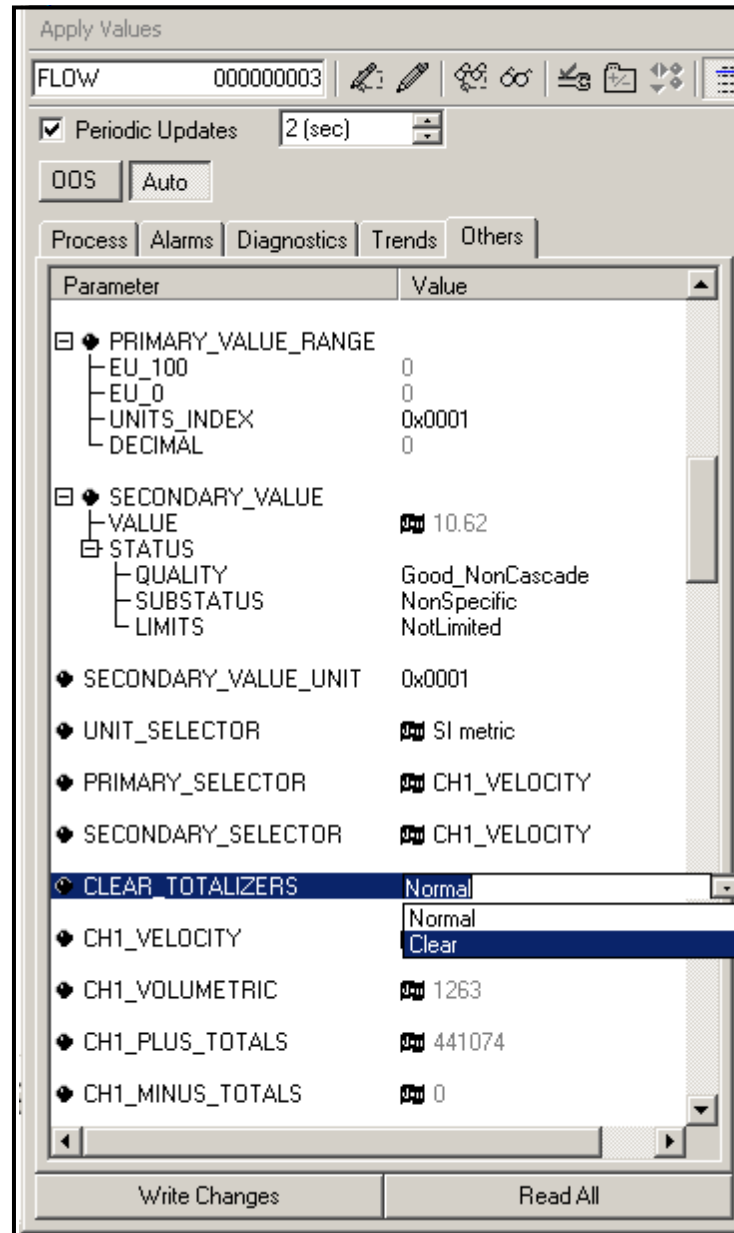 Apply Values
FLOW 000000003
Periodic Updates 2 (sec)
OOS Auto
Process Alarms Diagnostics Trends Others
Parameter Value
PRIMARY_VALUE_RANGE
EU_100 0
EU_0 0
UNITS_INDEX 0x0001
DECIMAL 0
SECONDARY_VALUE
VALUE 10.62
STATUS
QUALITY Good_NonCascade
SUBSTATUS NonSpecific
LIMITS NotLimited
SECONDARY_VALUE_UNIT 0x0001
UNIT_SELECTOR SI metric
PRIMARY_SELECTOR CH1_VELOCITY
SECONDARY_SELECTOR CH1_VELOCITY
CLEAR_TOTALIZERS Normal
Normal
CH1_VELOCITY Clear
CH1_VOLUMETRIC 1263
CH1_PLUS_TOTALS 441074
CH1_MINUS_TOTALS 0
Write Changes Read All